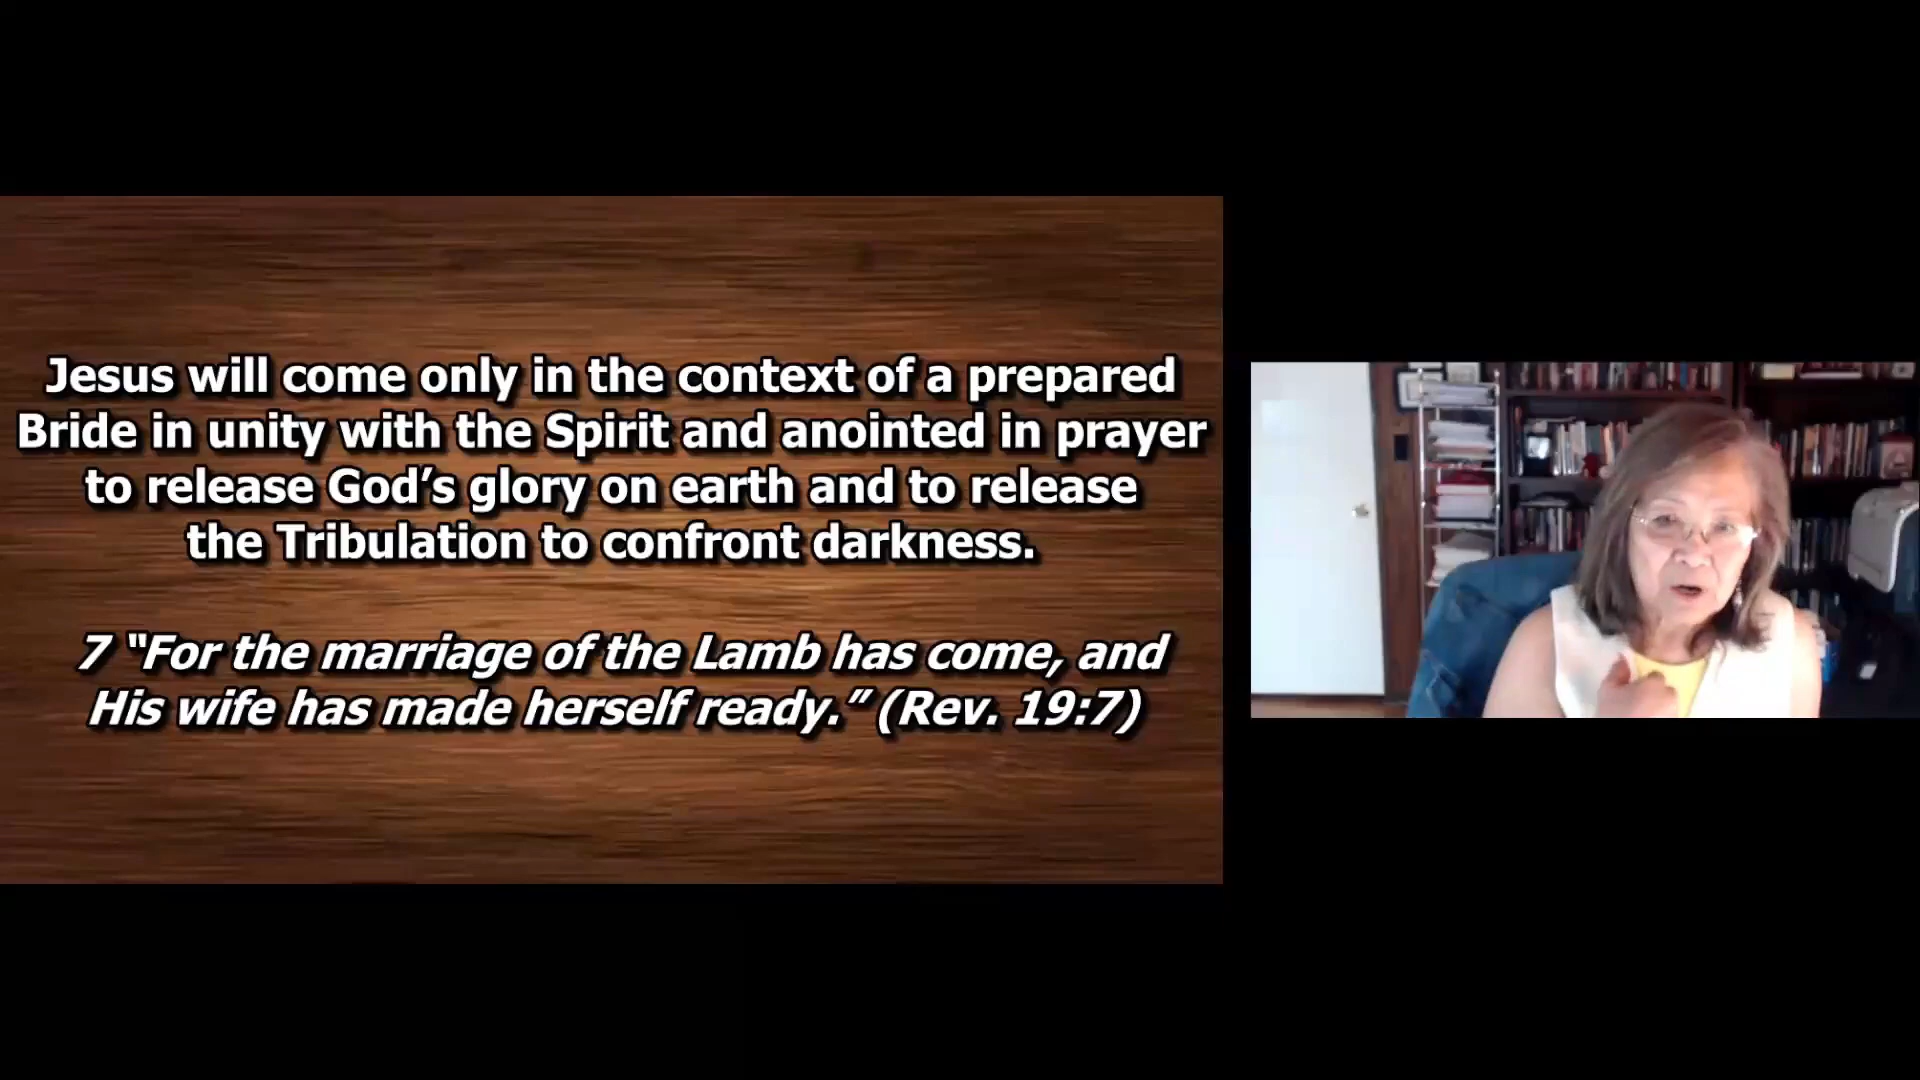 Jesus will come only in the context of a prepared
Bride in unity with the Spirit and anointed in prayer
to release God’s glory on earth and to release
the Tribulation to confront darkness.
7 “For the marriage of the Lamb has come, and
His wife has made herself ready.” (Rev. 19:7)